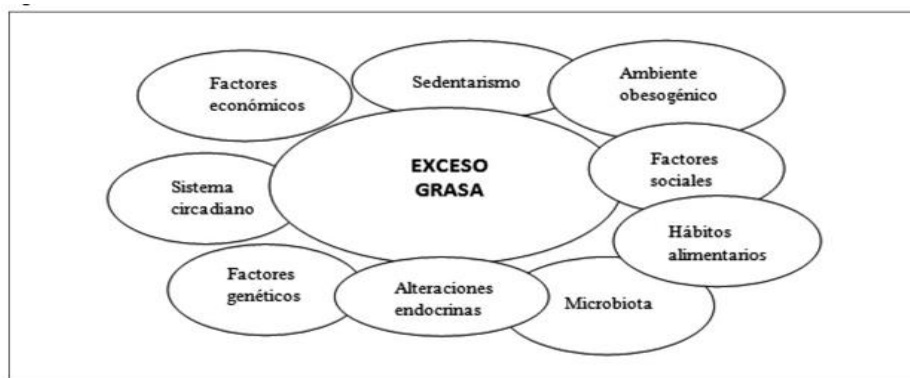 Factores
económicos
Sedentarismo
Ambiente
obesogénico
EXCESO
GRASA
Factores
sociales
Sistema
circadiano
Hábitos
alimentarios
Factores
genéticos
Alteraciones
endocrinas
Microbiota